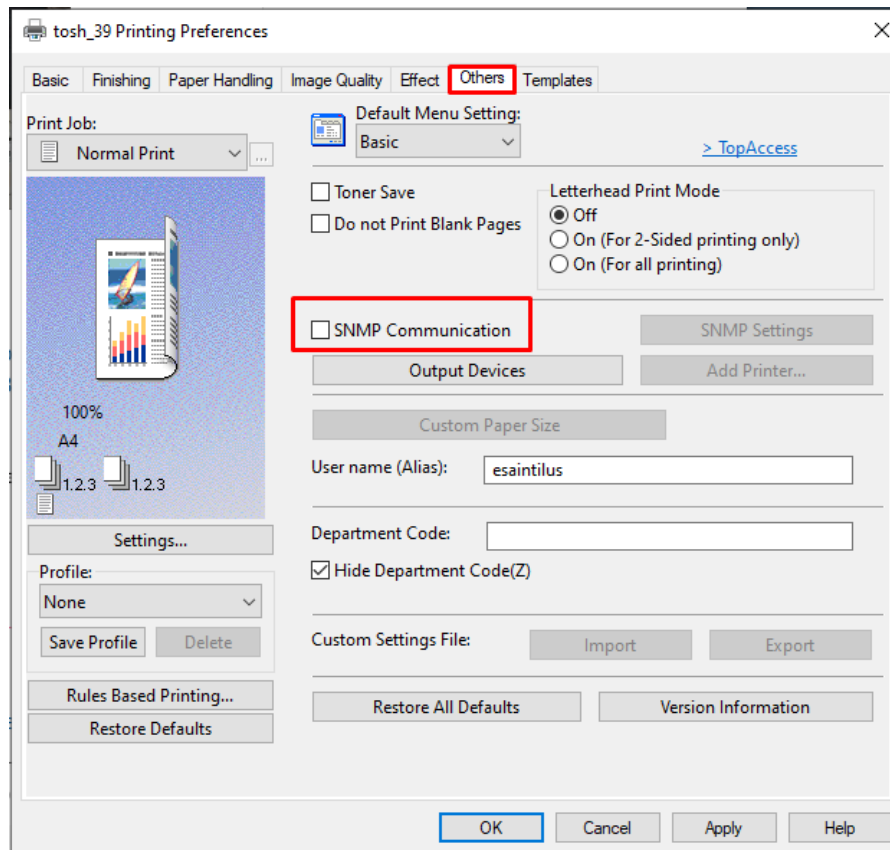 tosh_39 Printing Preferences
Basic Finishing Paper Handling Image Quality Effect Others Templates
Print Job:
Normal Print
...
100%
A4
1.2.3 1.2.3
Settings...
Profile:
None
Save Profile Delete
Rules Based Printing...
Restore Defaults
Default Menu Setting:
Basic
> TopAccess
Toner Save
Do not Print Blank Pages
Letterhead Print Mode
Off
On (For 2-Sided printing only)
On (For all printing)
SNMP Communication
SNMP Settings
Output Devices
Add Printer...
Custom Paper Size
User name (Alias): esaintilus
Department Code:
Hide Department Code(Z)
Custom Settings File: Import Export
Restore All Defaults Version Information
OK Cancel Apply Help